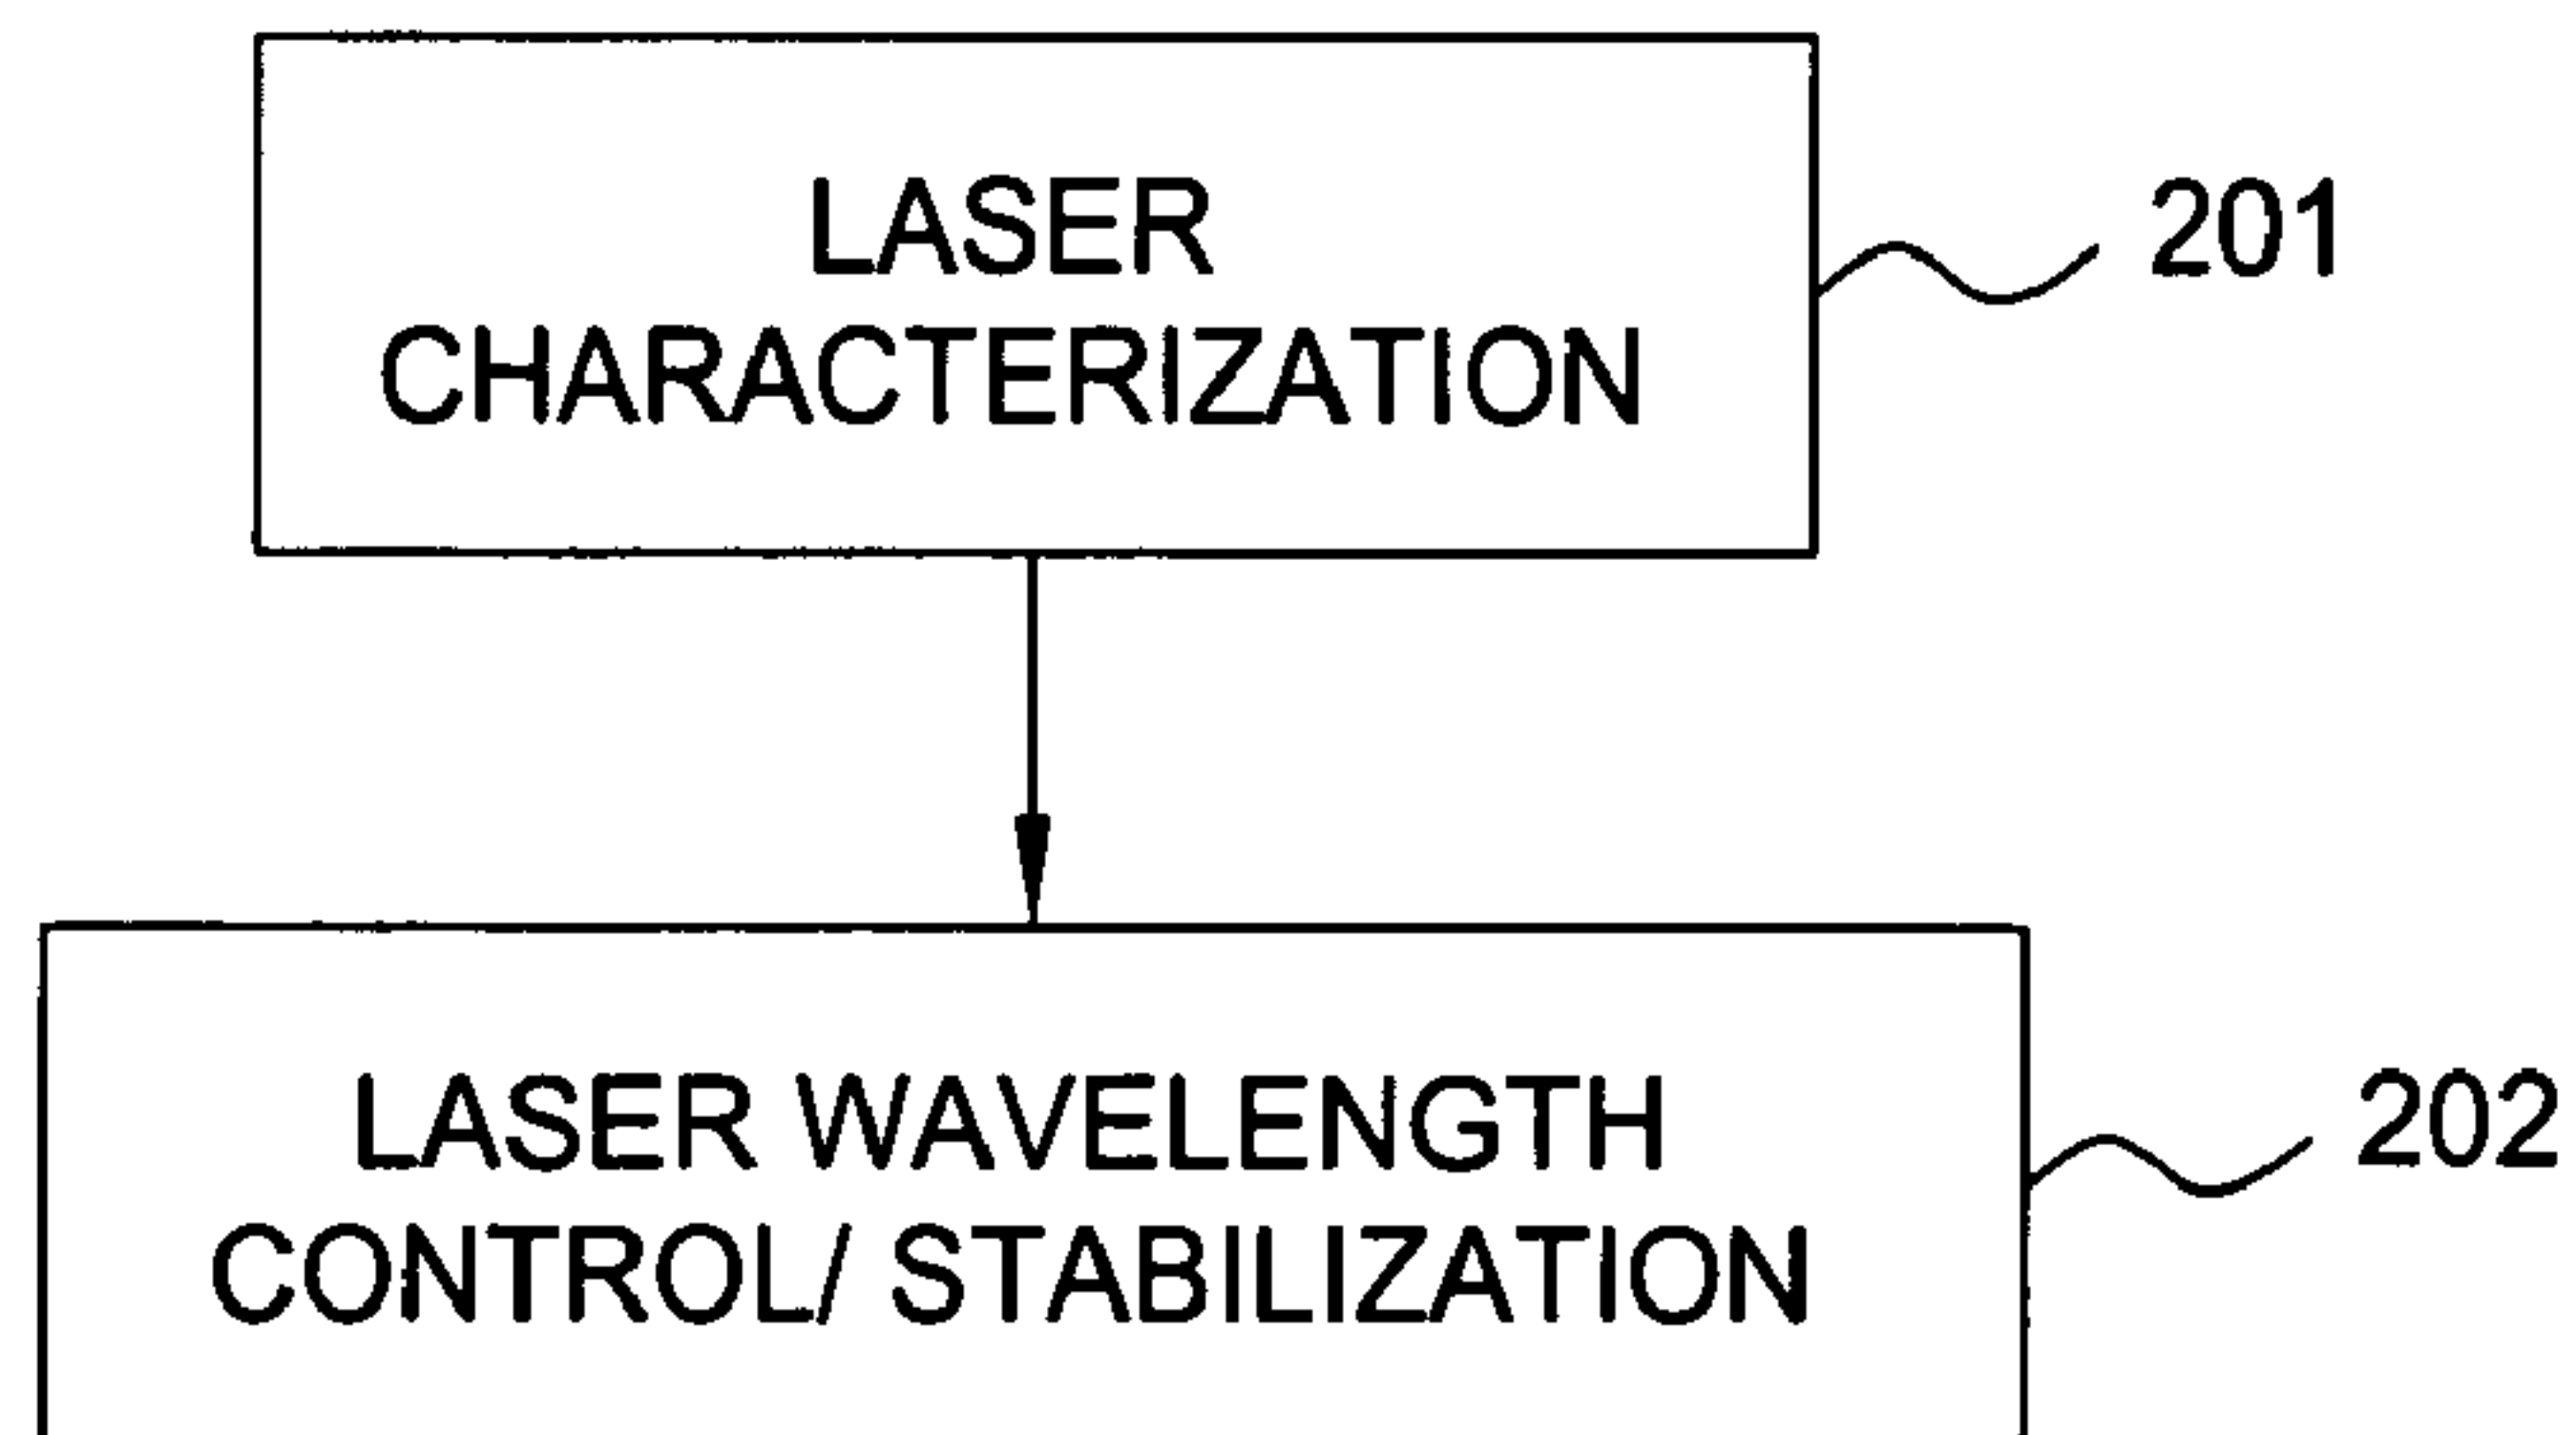 LASER
CHARACTERIZATION
201
LASER WAVELENGTH
CONTROL/ STABILIZATION
202